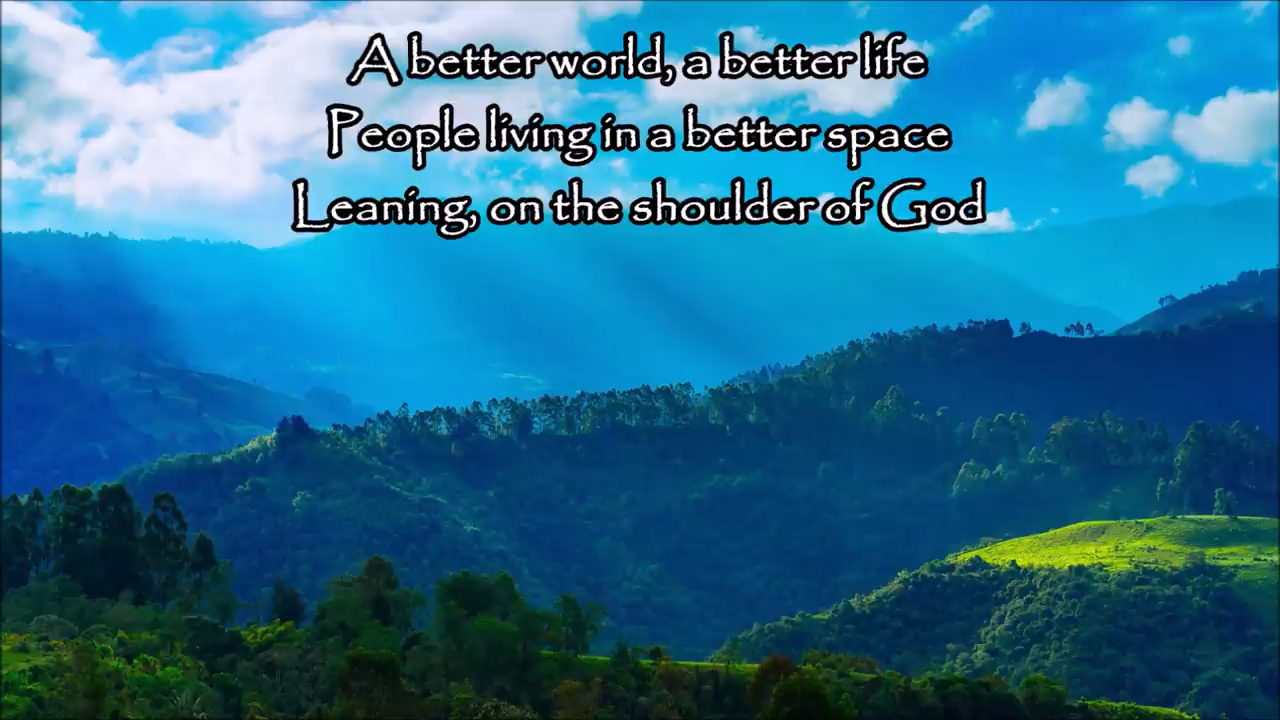 A better world, a better life
People living in a better space
Leaning, on the shoulder of God